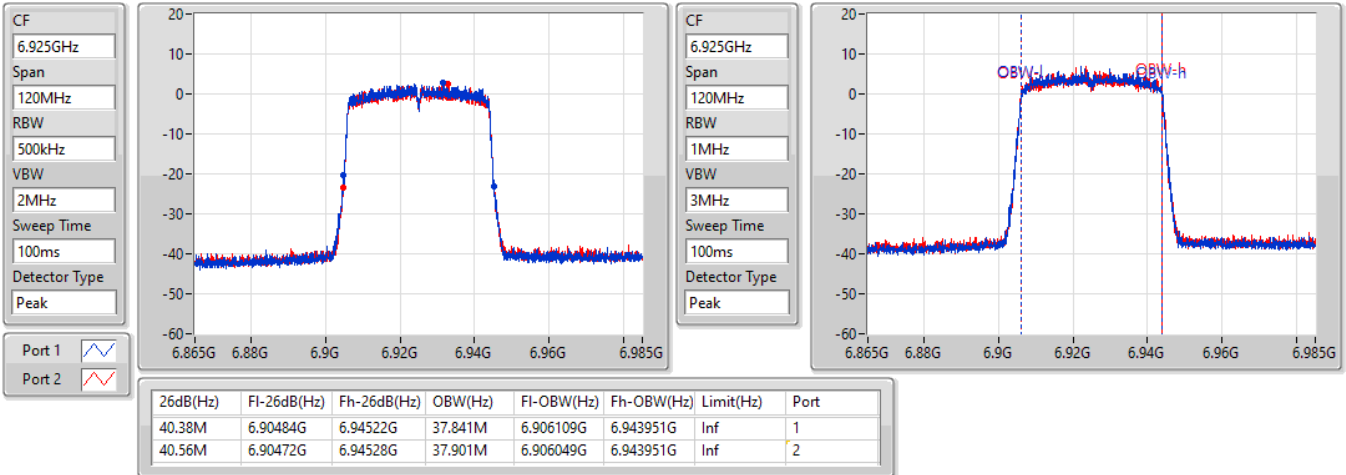 CF
6.925GHz
Span
120MHz
RBW
500kHz
VBW
2MHz
Sweep Time
100ms
Detector Type
Peak
Port 1
Port 2
20
10
0
-10
-20
-30
-40
-50
-60
6.865G 6.88G 6.9G 6.92G 6.94G 6.96G 6.985G
CF
6.925GHz
Span
120MHz
RBW
1MHz
VBW
3MHz
Sweep Time
100ms
Detector Type
Peak
20
10
0
-10
-20
-30
-40
-50
-60
OBW-l OBW-h
6.865G 6.88G 6.9G 6.92G 6.94G 6.96G 6.985G
26dB(Hz) Fl-26dB(Hz) Fh-26dB(Hz) OBW(Hz) Fl-OBW(Hz) Fh-OBW(Hz) Limit(Hz) Port
40.38M 6.90484G 6.94522G 37.841M 6.906109G 6.943951G Inf 1
40.56M 6.90472G 6.94528G 37.901M 6.906049G 6.943951G Inf 2